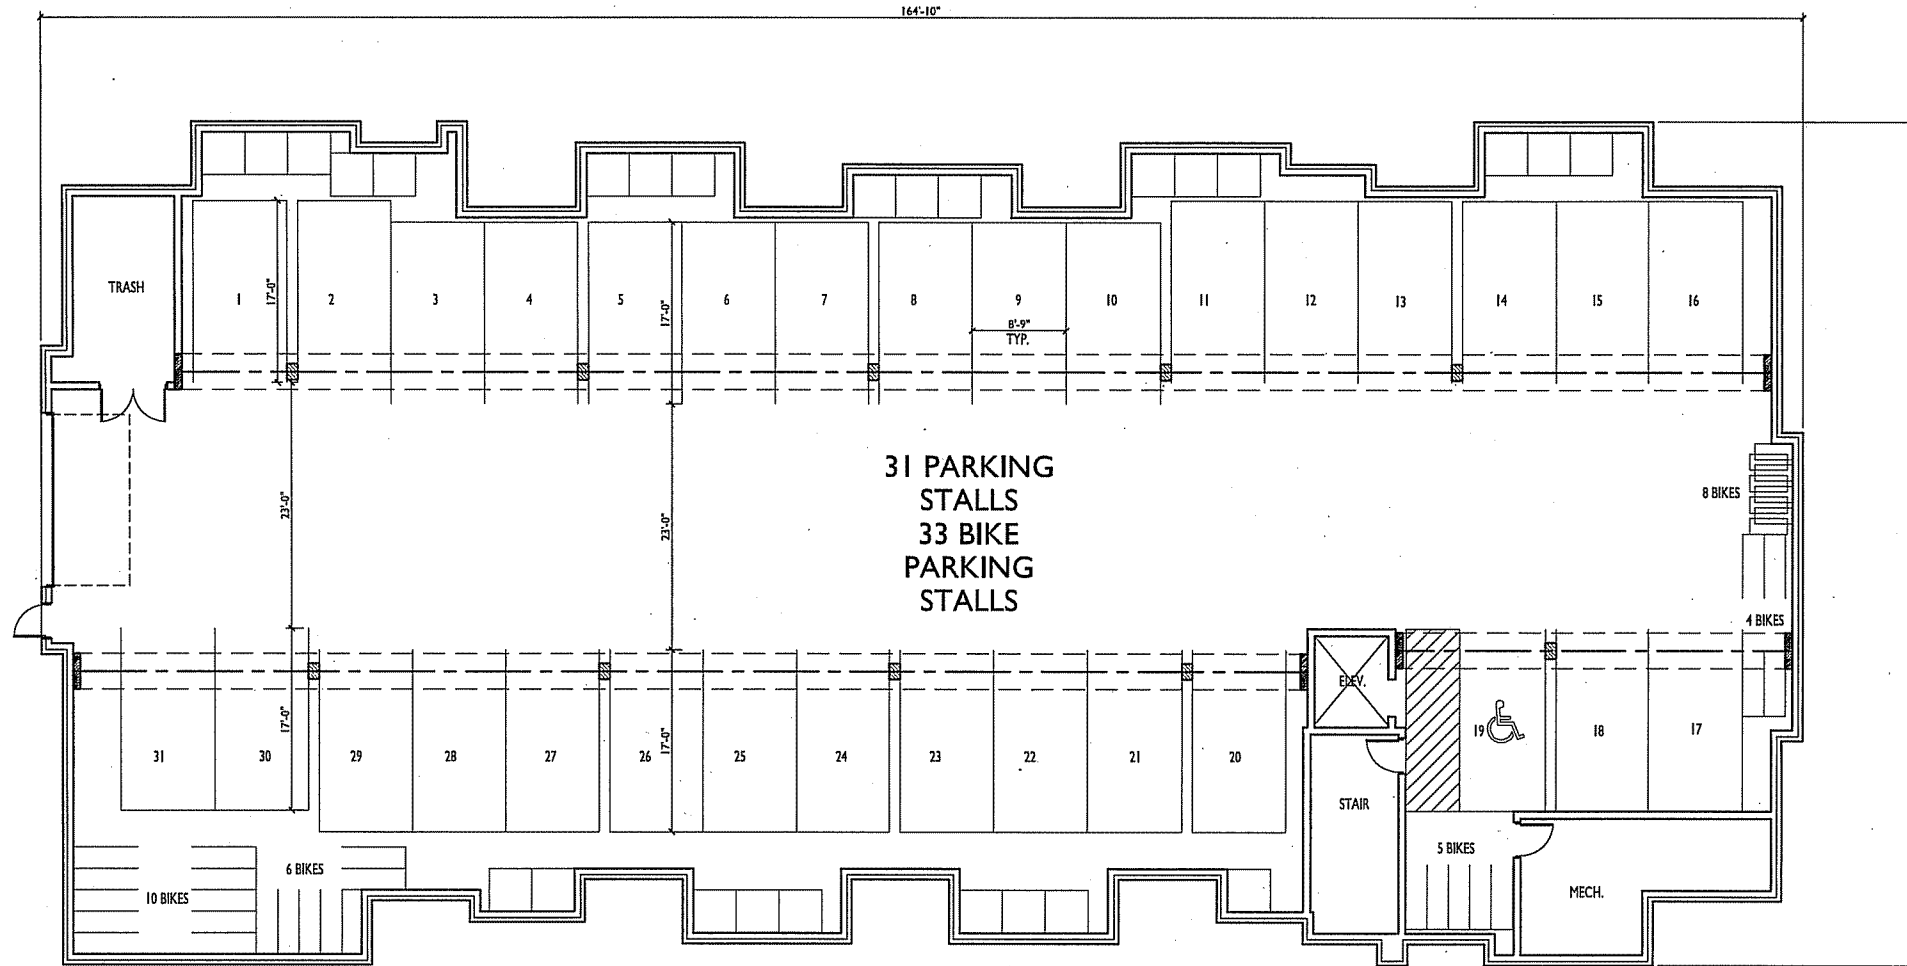 164'-10"
TRASH
1
17'-0"
2
3
4
5
17'-0"
6
7
8
9
8'-9"
TYP.
10
11
12
13
14
15
16
23'-0"
23'-0"
31 PARKING
STALLS
33 BIKE
PARKING
STALLS
8 BIKES
4 BIKES
31
30
17'-0"
29
28
27
26
17'-0"
25
24
23
22
21
20
ELEV.
STAIR
19
18
17
10 BIKES
6 BIKES
5 BIKES
MECH.